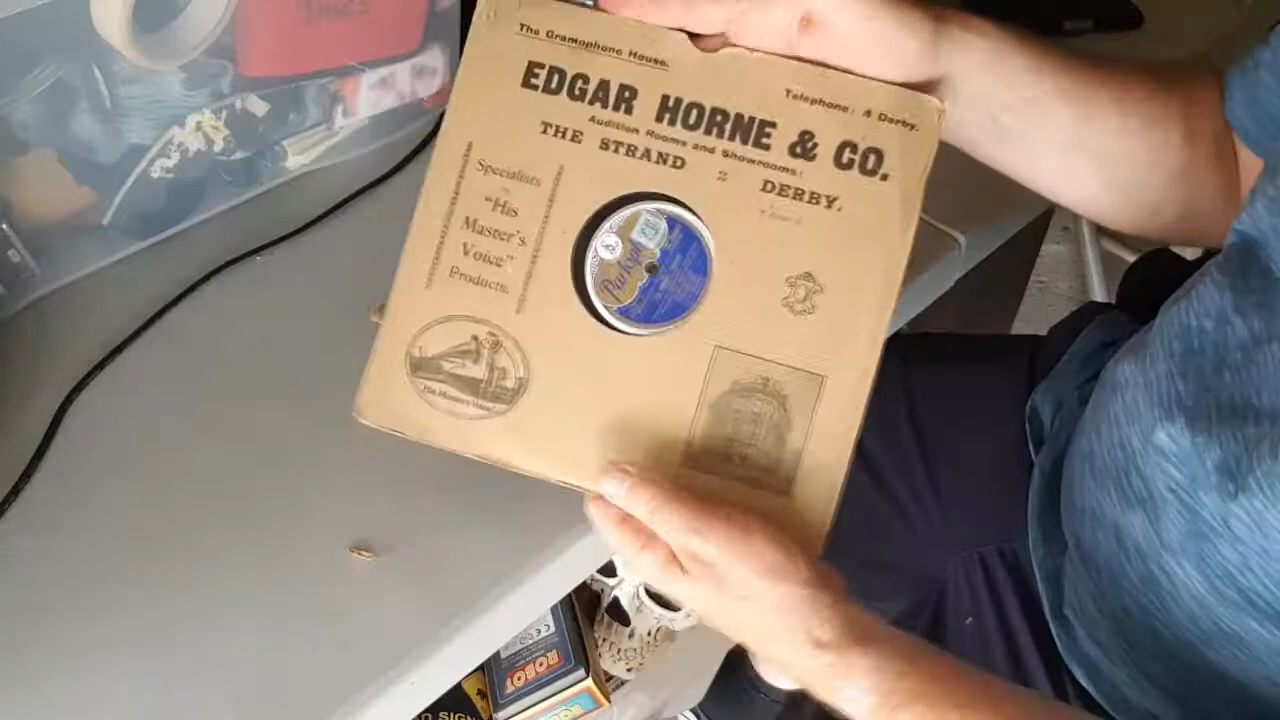 The Gramophone House.
Telephone: 4 Derby.
EDGAR HORNE & CO.
Audition Rooms and Showrooms:
THE STRAND :: DERBY.
Specialists
in
"His
Master's
Voice"
Products.
"His Master's Voice"
Parlophone
ROBOT
ROBOT